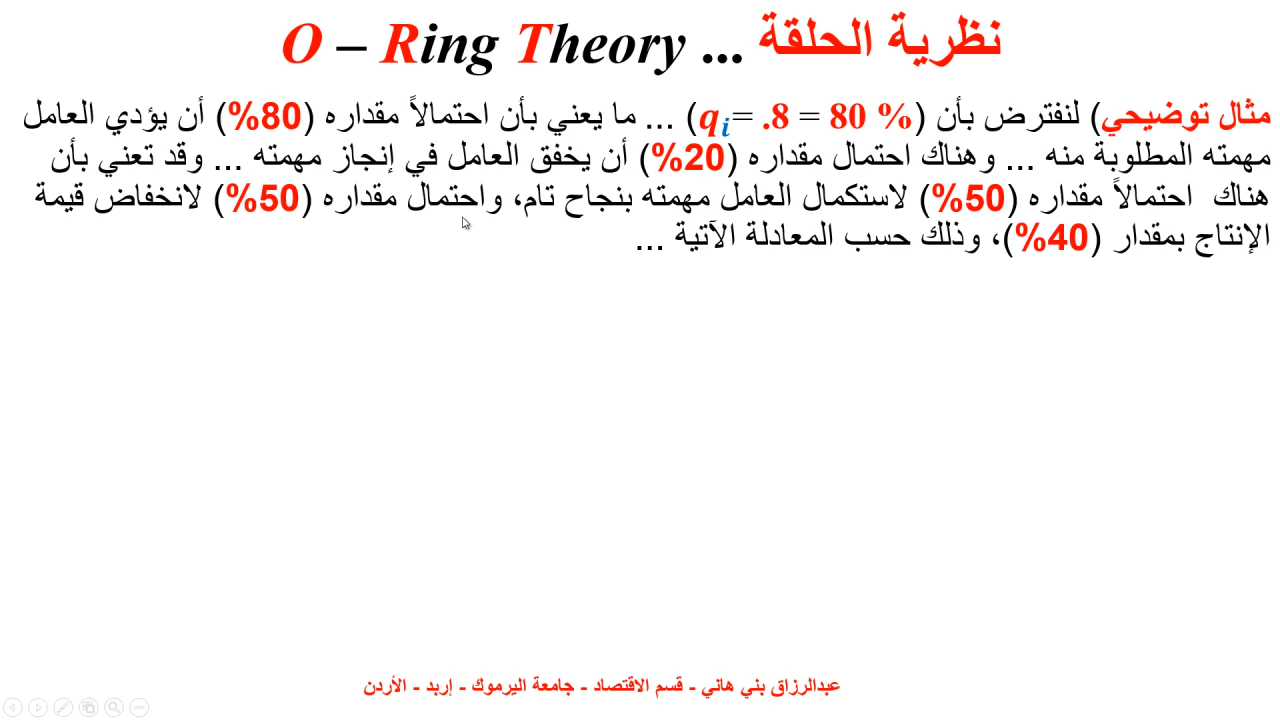 نظرية الحلقة ... O – Ring Theory
مثال توضيحي) لنفترض بأن (qi= .8 = 80 %) ... ما يعني بأن احتمالاً مقداره (80%) أن يؤدي العامل
مهمته المطلوبة منه ... وهناك احتمال مقداره (20%) أن يخفق العامل في إنجاز مهمته ... وقد تعني بأن
هناك احتمالاً مقداره (50%) لاستكمال العامل مهمته بنجاح تام، واحتمال مقداره (50%) لانخفاض قيمة
الإنتاج بمقدار (40%)، وذلك حسب المعادلة الآتية ...
عبدالرزاق بني هاني - قسم الاقتصاد - جامعة اليرموك - إربد - الأردن